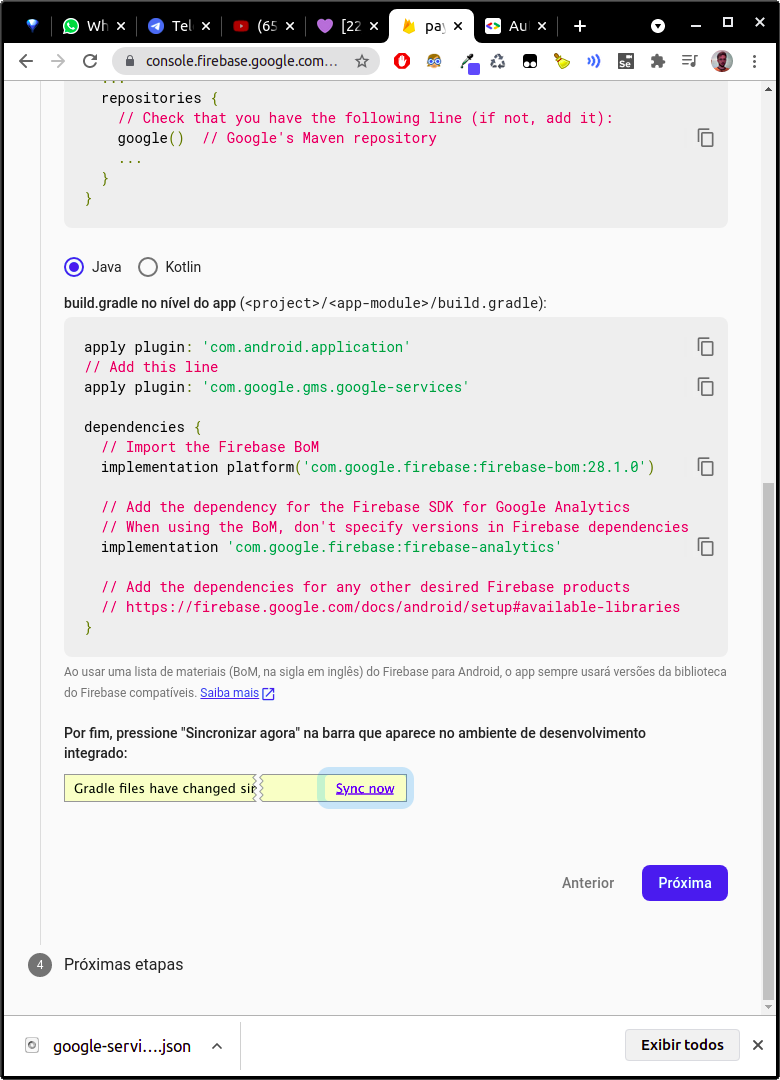 Wh
Tel
(65
[22
pay
Aut
console.firebase.google.com...
...
repositories {
// Check that you have the following line (if not, add it):
google()  // Google's Maven repository
...
}
}
Java
Kotlin
build.gradle no nível do app (<project>/<app-module>/build.gradle):
apply plugin: 'com.android.application'
// Add this line
apply plugin: 'com.google.gms.google-services'
dependencies {
// Import the Firebase BoM
implementation platform('com.google.firebase:firebase-bom:28.1.0')
// Add the dependency for the Firebase SDK for Google Analytics
// When using the BoM, don't specify versions in Firebase dependencies
implementation 'com.google.firebase:firebase-analytics'
// Add the dependencies for any other desired Firebase products
// https://firebase.google.com/docs/android/setup#available-libraries
}
Ao usar uma lista de materiais (BoM, na sigla em inglês) do Firebase para Android, o app sempre usará versões da biblioteca
do Firebase compatíveis. Saiba mais
Por fim, pressione "Sincronizar agora" na barra que aparece no ambiente de desenvolvimento
integrado:
Gradle files have changed sin
Sync now
Anterior
Próxima
4
Próximas etapas
google-servi....json
Exibir todos